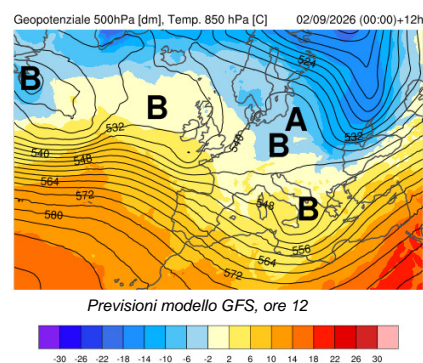 Geopotenziale 500hPa [dm], Temp. 850 hPa [C] 02/09/2026 (00:00)+12h
B
B
A
B
B
524
532
532
540
540
548
548
564
572
580
556
564
572
Previsioni modello GFS, ore 12
-30 -26 -22 -18 -14 -10 -6 -2 2 6 10 14 18 22 26 30